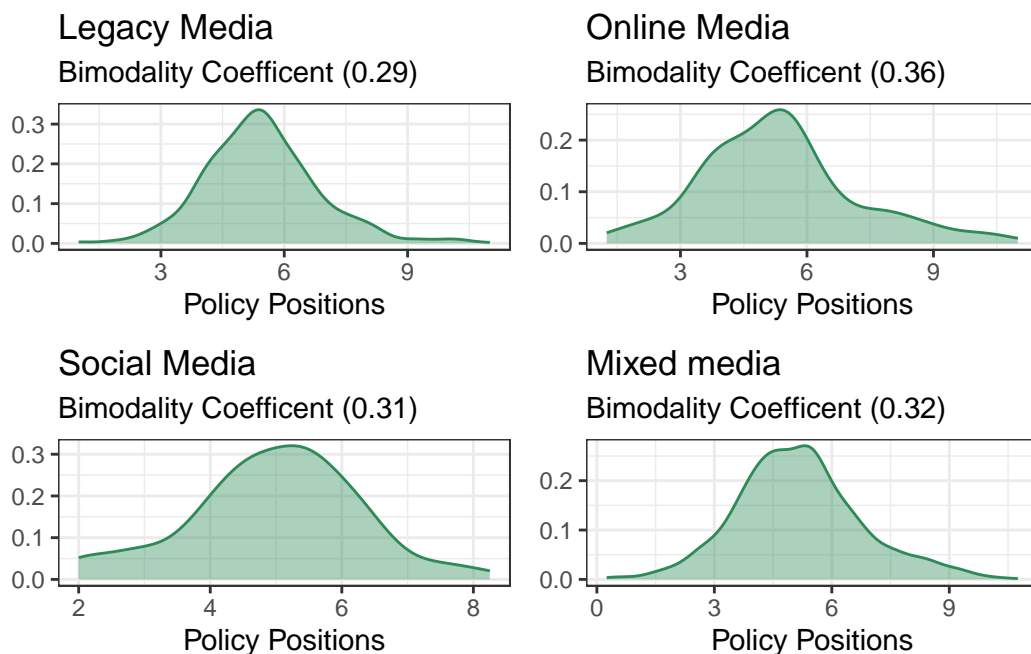 Legacy Media
Bimodality Coefficent (0.29)
0.3
0.2
0.1
0.0
3 6 9
Policy Positions
Online Media
Bimodality Coefficent (0.36)
0.2
0.1
0.0
3 6 9
Policy Positions
Social Media
Bimodality Coefficent (0.31)
0.3
0.2
0.1
0.0
2 4 6 8
Policy Positions
Mixed media
Bimodality Coefficent (0.32)
0.2
0.1
0.0
0 3 6 9
Policy Positions